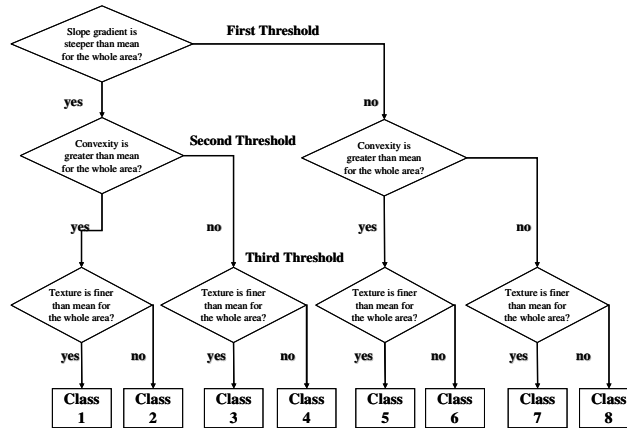 Slope gradient is
steeper than mean
for the whole area?
First Threshold
yes
no
Convexity is
greater than mean
for the whole area?
Second Threshold
Convexity is
greater than mean
for the whole area?
yes
no
yes
no
Third Threshold
Texture is finer
than mean for
the whole area?
Texture is finer
than mean for
the whole area?
Texture is finer
than mean for
the whole area?
Texture is finer
than mean for
the whole area?
yes
no
yes
no
yes
no
yes
no
Class
1
Class
2
Class
3
Class
4
Class
5
Class
6
Class
7
Class
8